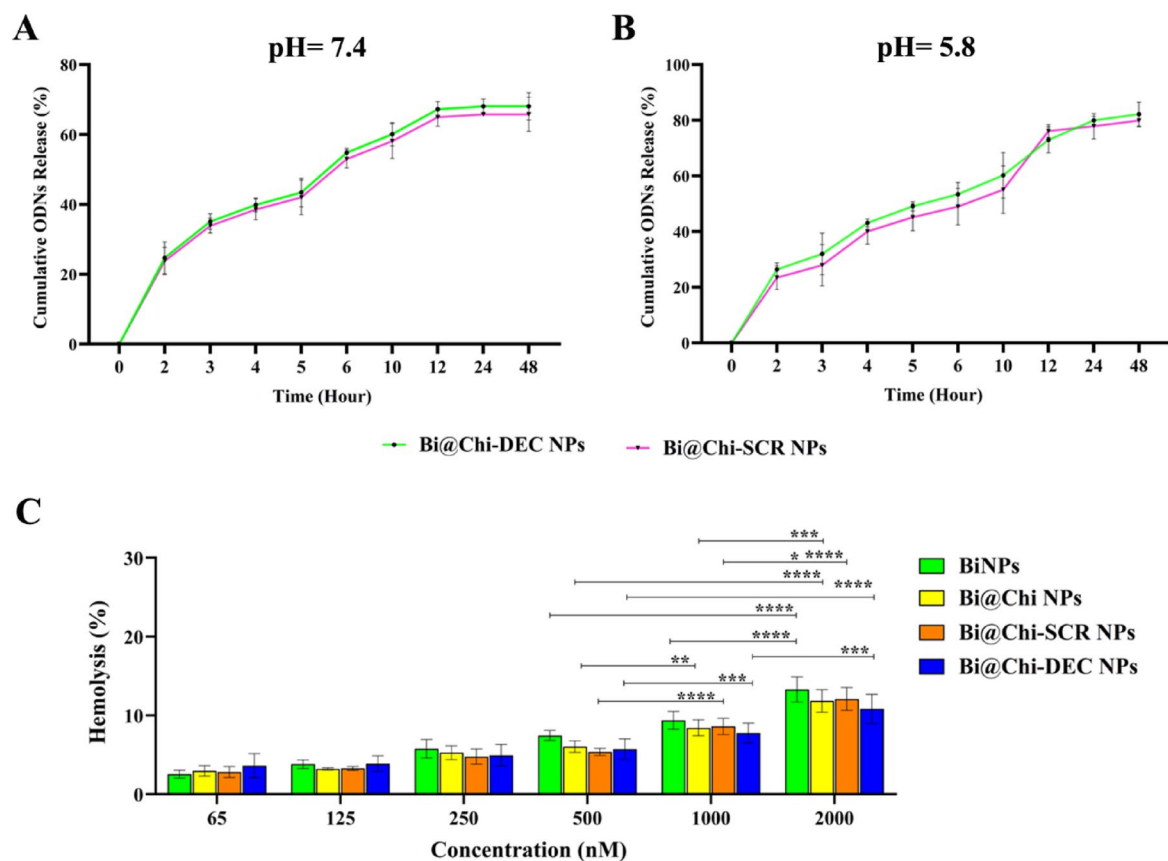 A
pH= 7.4
Cumulative ODNs Release (%)
80
60
40
20
0
0 2 3 4 5 6 10 12 24 48
Time (Hour)
B
pH= 5.8
Cumulative ODNs Release (%)
100
80
60
40
20
0
0 2 3 4 5 6 10 12 24 48
Time (Hour)
Bi@Chi-DEC NPs
Bi@Chi-SCR NPs
C
Hemolysis (%)
30
20
10
0
***
* ****
****
****
****
****
***
**
***
****
65 125 250 500 1000 2000
Concentration (nM)
BiNPs
Bi@Chi NPs
Bi@Chi-SCR NPs
Bi@Chi-DEC NPs